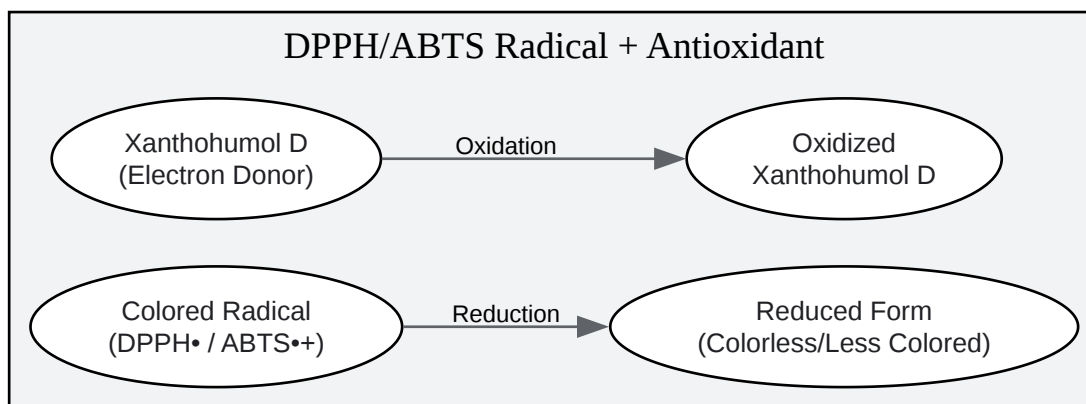 DPPH/ABTS Radical + Antioxidant
Xanthohumol D
(Electron Donor)
Oxidation
Oxidized
Xanthohumol D
Colored Radical
(DPPH• / ABTS•+)
Reduction
Reduced Form
(Colorless/Less Colored)